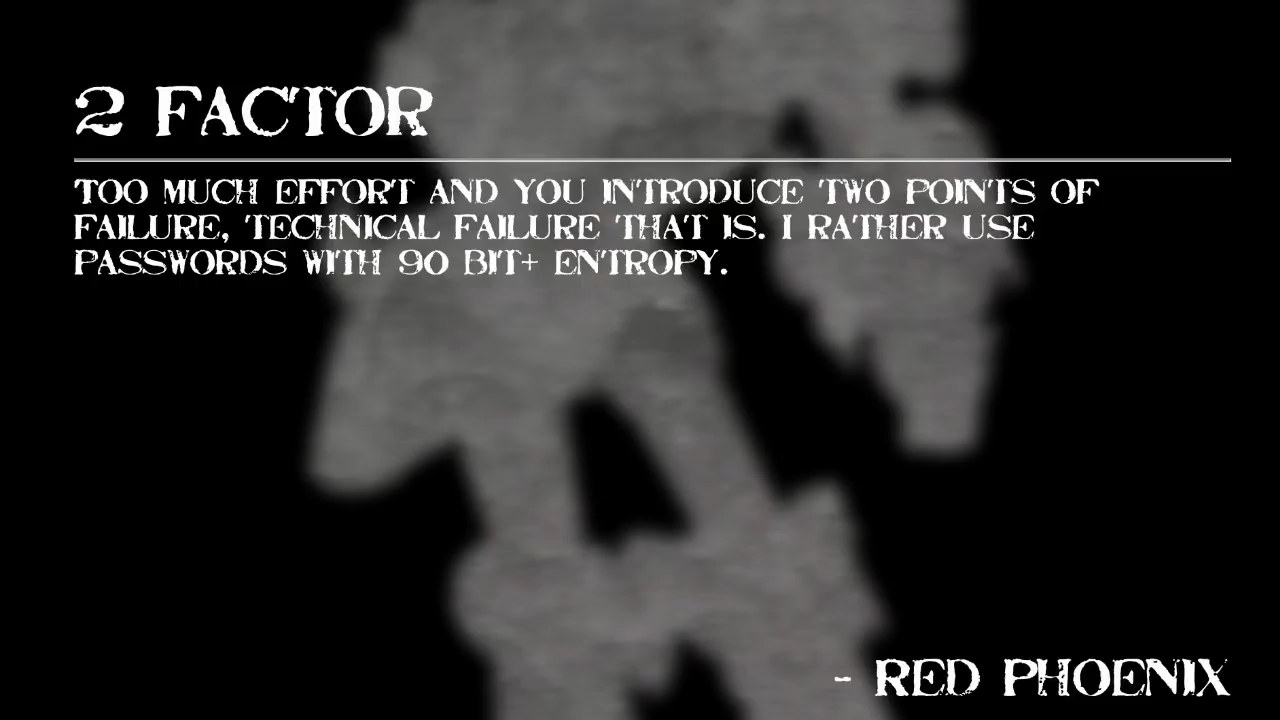 2 FACTOR
TOO MUCH EFFORT AND YOU INTRODUCE TWO POINTS OF
FAILURE, TECHNICAL FAILURE THAT IS. I RATHER USE
PASSWORDS WITH 90 BIT+ ENTROPY.
- RED PHOENIX